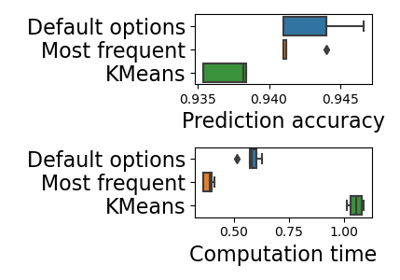 Default options
Most frequent
KMeans
0.935 0.940 0.945
Prediction accuracy
Default options
Most frequent
KMeans
0.50 0.75 1.00
Computation time